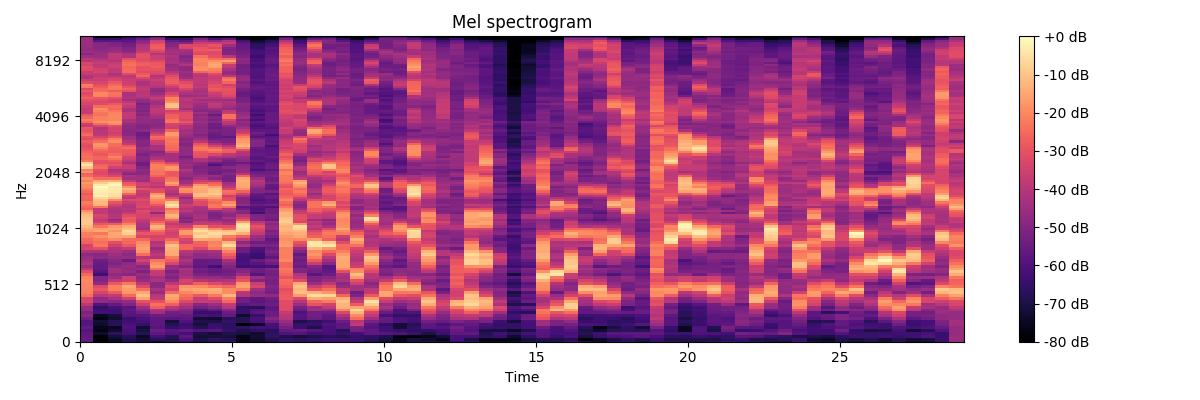 Mel spectrogram
Hz
8192
4096
2048
1024
512
0
0 5 10 15 20 25
Time
+0 dB
-10 dB
-20 dB
-30 dB
-40 dB
-50 dB
-60 dB
-70 dB
-80 dB